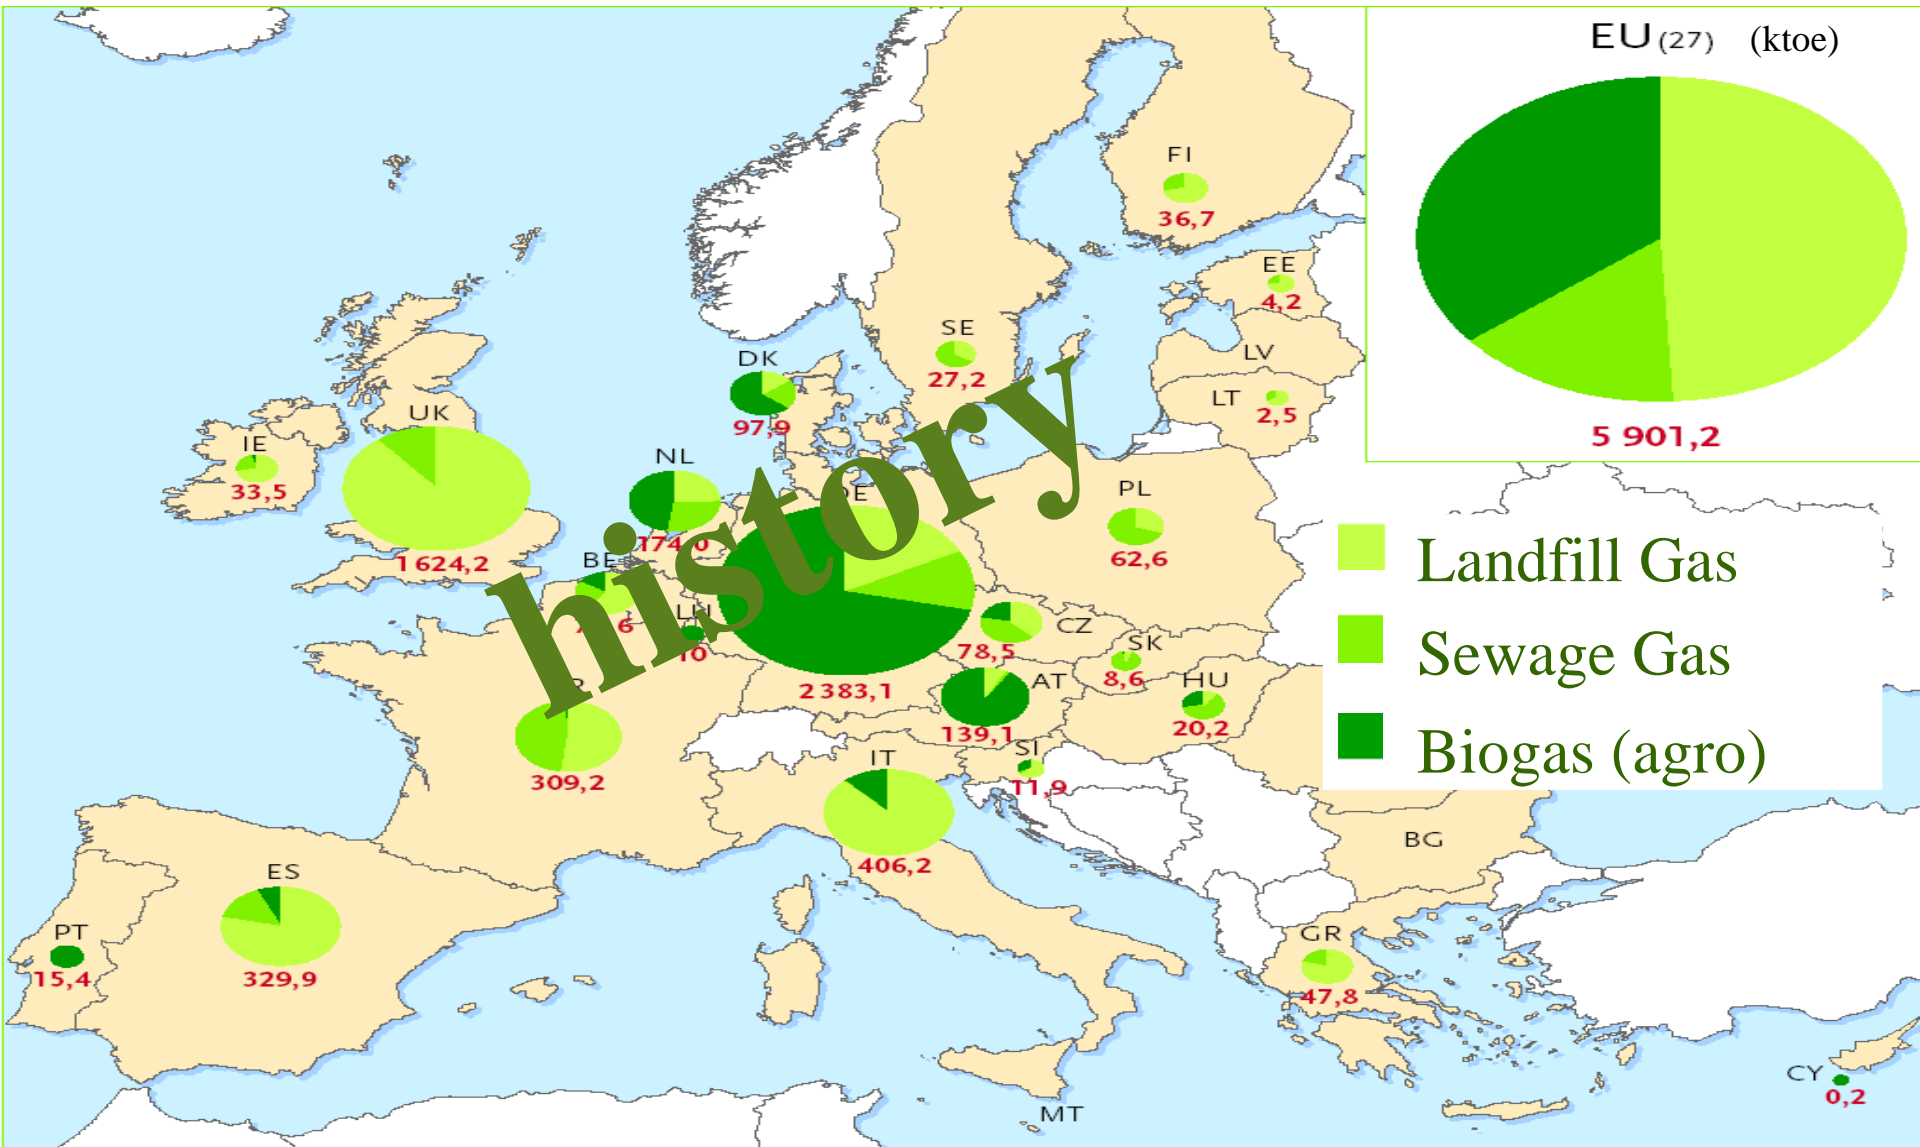 EU (27) (ktoe)
5 901,2
FI
36,7
EE
4,2
SE
27,2
LV
LT
2,5
DK
97,9
UK
1 624,2
IE
33,5
NL
174,0
BE
LU
10
2 383,1
PL
62,6
CZ
78,5
SK
8,6
AT
139,1
HU
20,2
SI
11,9
309,2
IT
406,2
BG
ES
329,9
PT
15,4
GR
47,8
CY
0,2
MT
history
Landfill Gas
Sewage Gas
Biogas (agro)